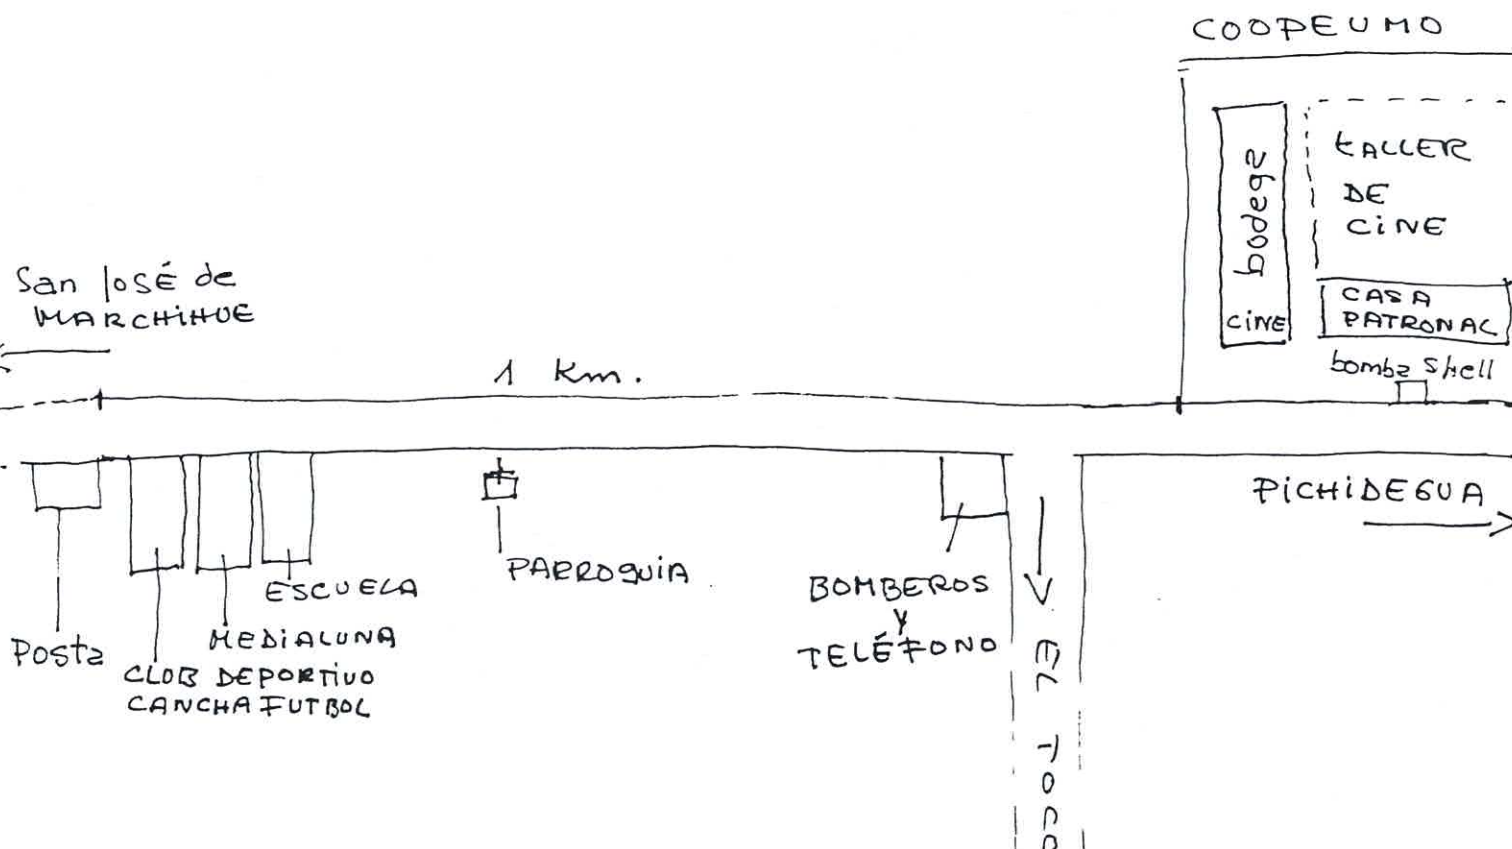 COOPEUMO
bodega
CINE
TALLER
DE
CINE
CASA
PATRONAL
bomba Shell
San José de
MARCHIHUE
1 Km.
PICHIDEGUA
Posta
CLUB DEPORTIVO
CANCHA FUTBOL
MEDIALUNA
ESCUELA
PARROQUIA
BOMBEROS
Y
TELÉFONO
EL TOCO